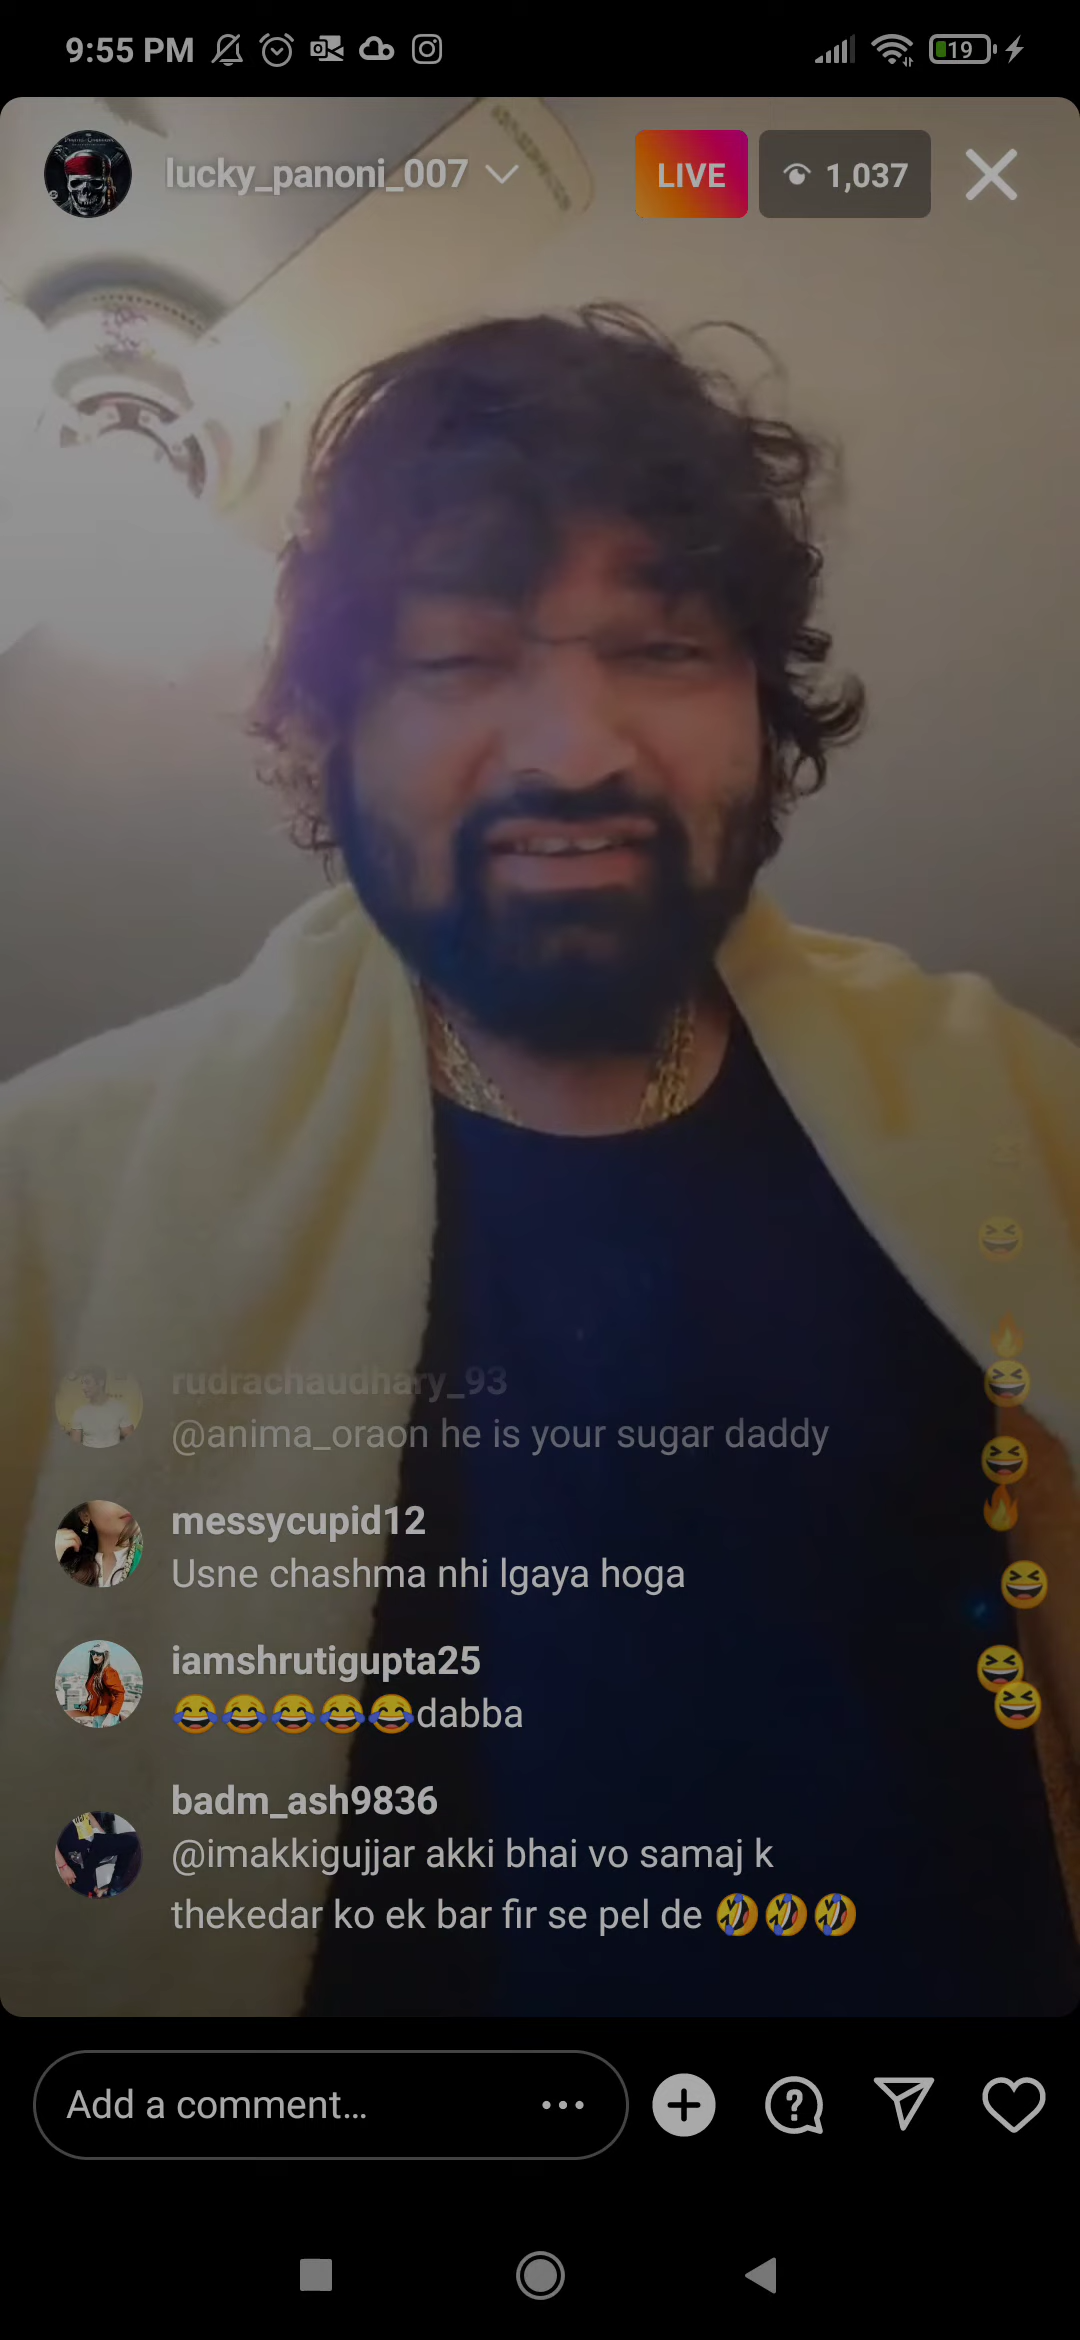 9:55 PM
19
lucky_panoni_007
LIVE
1,037
rudrachaudhary_93
@anima_oraon he is your sugar daddy
messycupid12
Usne chashma nhi lgaya hoga
iamshrutigupta25
😂😂😂😂😂dabba
badm_ash9836
@imakkigujjar akki bhai vo samaj k
thekedar ko ek bar fir se pel de 🤣🤣🤣
Add a comment...